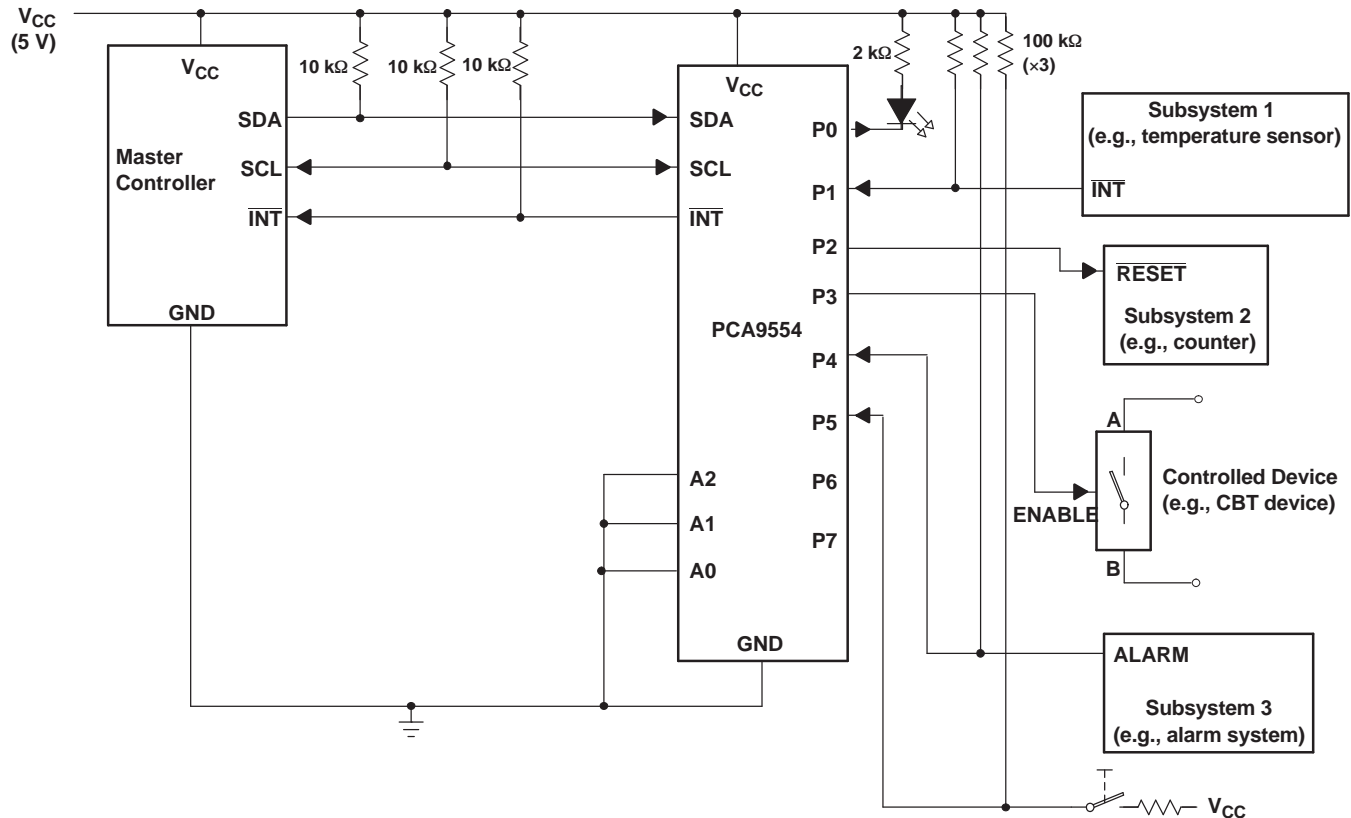 VCC
(5 V)
VCC
10 kΩ
10 kΩ
10 kΩ
VCC
2 kΩ
100 kΩ
(×3)
Master
Controller
SDA
SCL
INT
GND
SDA
SCL
INT
PCA9554
A2
A1
A0
GND
P0
P1
P2
P3
P4
P5
P6
P7
Subsystem 1
(e.g., temperature sensor)
INT
RESET
Subsystem 2
(e.g., counter)
A
ENABLE
B
Controlled Device
(e.g., CBT device)
ALARM
Subsystem 3
(e.g., alarm system)
VCC